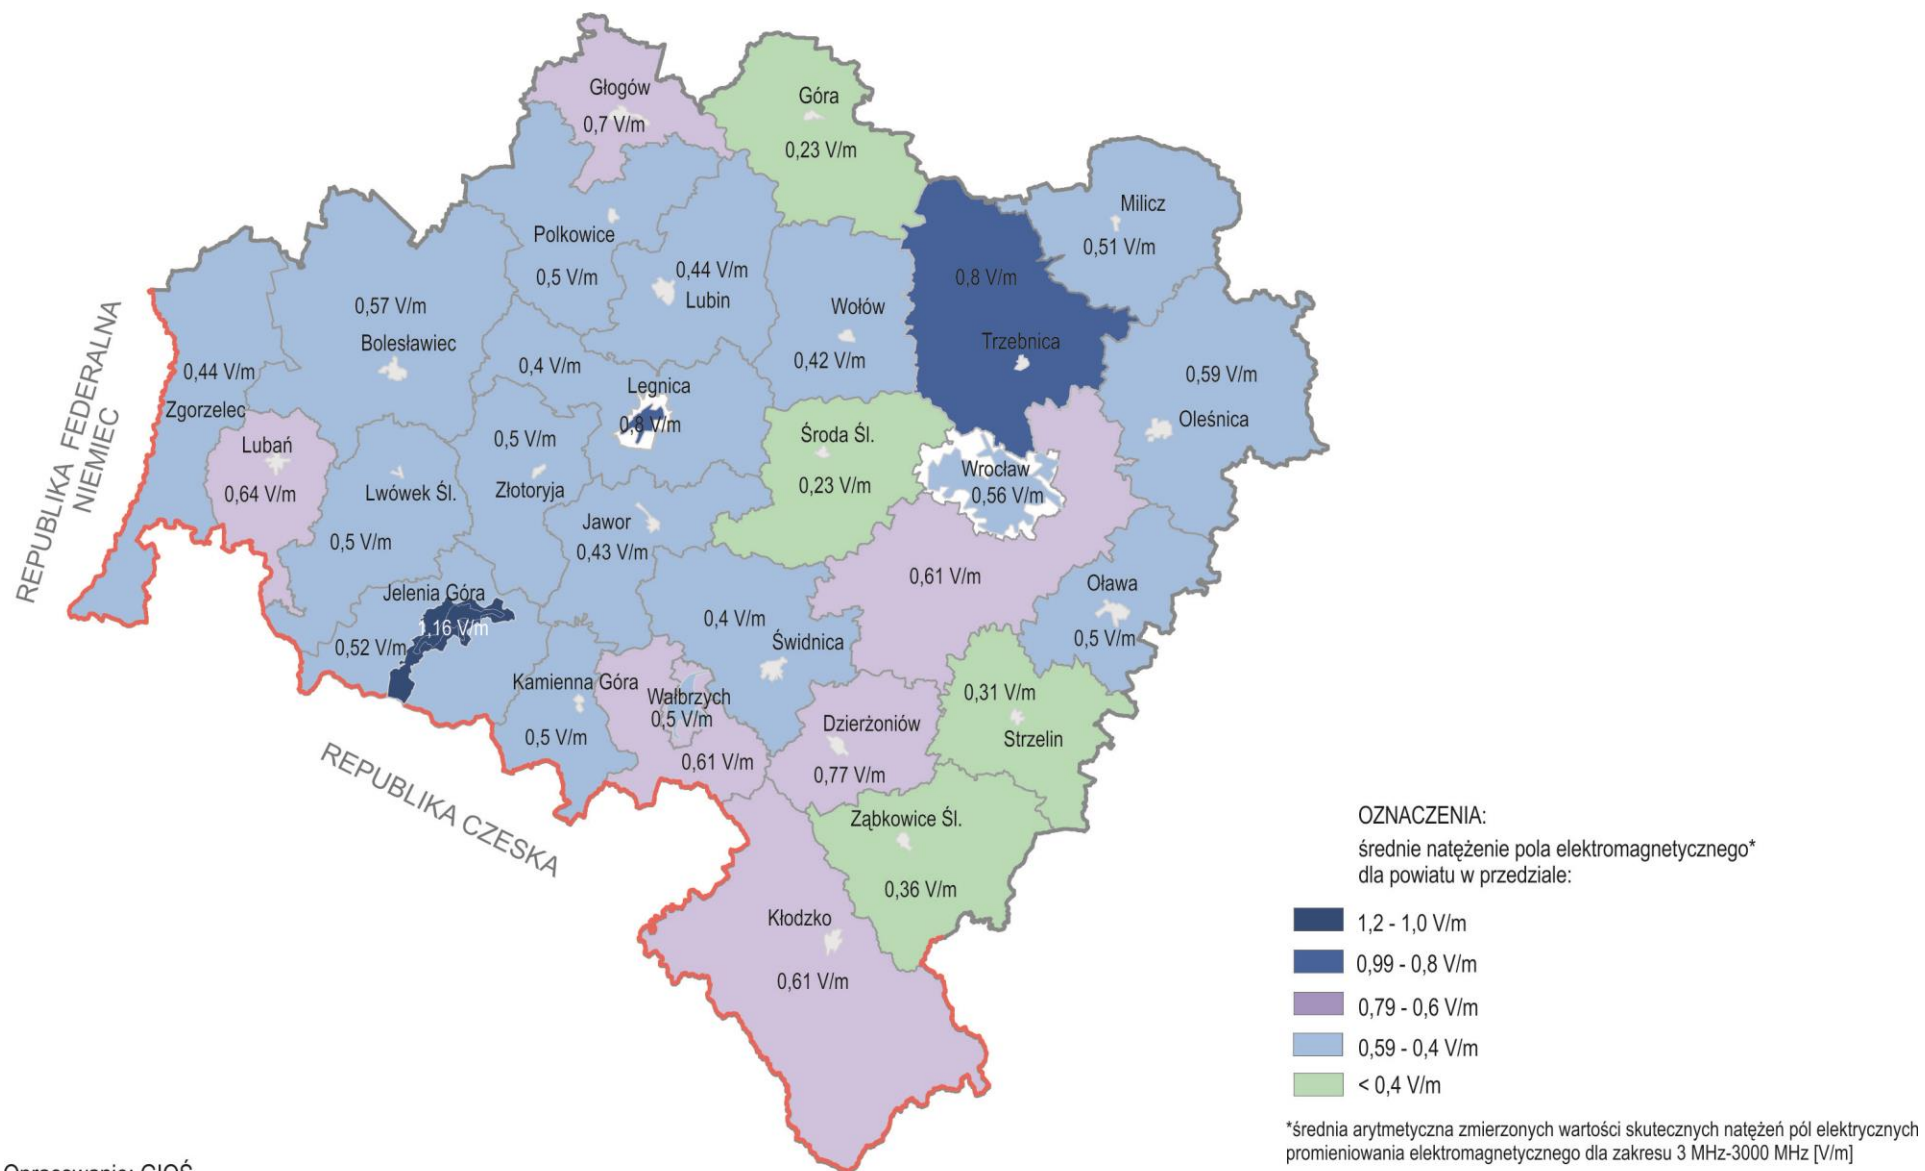 Głogów
0,7 V/m
Góra
0,23 V/m
Milicz
0,51 V/m
Polkowice
0,5 V/m
0,44 V/m
Lubin
0,8 V/m
Trzebnica
0,57 V/m
Bolesławiec
Wołów
0,42 V/m
0,59 V/m
Oleśnica
0,44 V/m
Zgorzelec
0,4 V/m
Legnica
0,8 V/m
Lubań
0,64 V/m
0,5 V/m
Złotoryja
Lwówek Śl.
0,5 V/m
Środa Śl.
0,23 V/m
Wrocław
0,56 V/m
Jawor
0,43 V/m
0,61 V/m
Oława
0,5 V/m
Jelenia Góra
1,16 V/m
0,52 V/m
0,4 V/m
Świdnica
Kamienna Góra
0,5 V/m
Wałbrzych
0,5 V/m
0,61 V/m
Dzierżoniów
0,77 V/m
0,31 V/m
Strzelin
Ząbkowice Śl.
0,36 V/m
Kłodzko
0,61 V/m
REPUBLIKA FEDERALNA
NIEMIEC
REPUBLIKA CZESKA
OZNACZENIA:
średnie natężenie pola elektromagnetycznego*
dla powiatu w przedziale:
1,2 - 1,0 V/m
0,99 - 0,8 V/m
0,79 - 0,6 V/m
0,59 - 0,4 V/m
< 0,4 V/m
*średnia arytmetyczna zmierzonych wartości skutecznych natężeń pól elektrycznych
promieniowania elektromagnetycznego dla zakresu 3 MHz-3000 MHz [V/m]
Opracowanie: GIOŚ